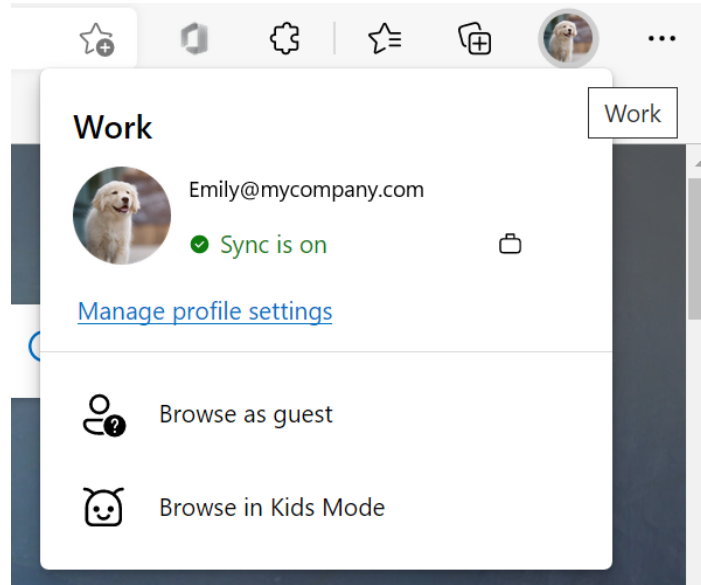 Work
Work
Emily@mycompany.com
Sync is on
Manage profile settings
?
Browse as guest
Browse in Kids Mode